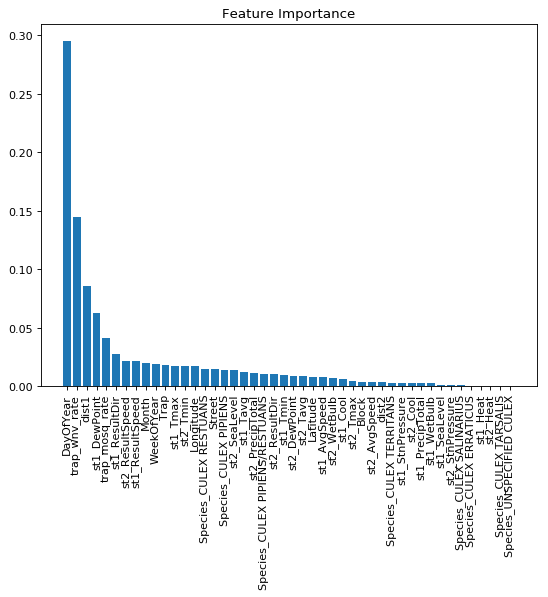 Feature Importance
0.30
0.25
0.20
0.15
0.10
0.05
0.00
DayOfYear
trap_wnv_rate
dist1
st1_DewPoint
trap_mosq_rate
st1_ResultDir
st2_ResultSpeed
st1_ResultSpeed
Month
WeekOfYear
Trap
st1_Tmax
st2_Tmin
Longitude
Species_CULEX RESTUANS
Street
Species_CULEX PIPIENS
st2_SeaLevel
st1_Tavg
st2_PrecipTotal
Species_CULEX PIPIENS/RESTUANS
st2_ResultDir
st1_Tmin
st2_DewPoint
st2_Tavg
Latitude
st1_AvgSpeed
st2_WetBulb
st1_Cool
st2_Tmax
Block
st2_AvgSpeed
dist2
Species_CULEX TERRITANS
st1_StnPressure
st2_Cool
st1_PrecipTotal
st1_WetBulb
st1_SeaLevel
st2_StnPressure
Species_CULEX SALINARIUS
Species_CULEX ERRATICUS
st1_Heat
st2_Heat
Species_CULEX TARSALIS
Species_UNSPECIFIED CULEX